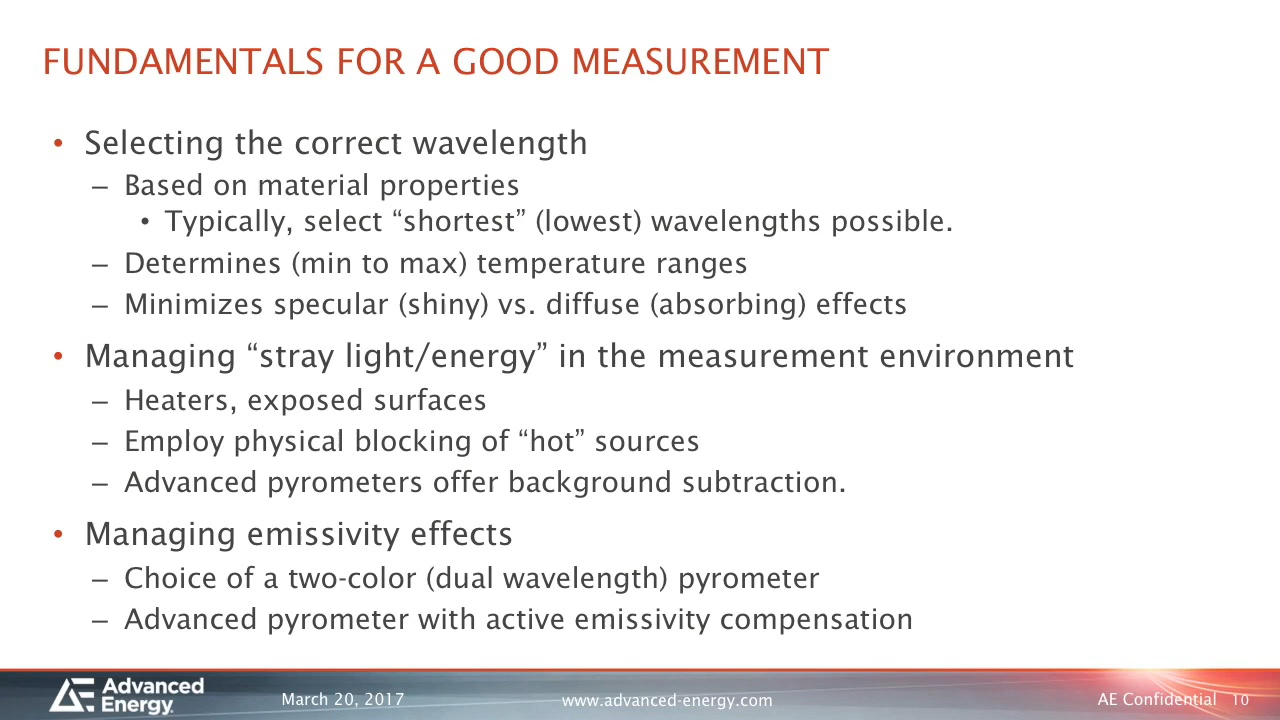 FUNDAMENTALS FOR A GOOD MEASUREMENT
• Selecting the correct wavelength
– Based on material properties
• Typically, select “shortest” (lowest) wavelengths possible.
– Determines (min to max) temperature ranges
– Minimizes specular (shiny) vs. diffuse (absorbing) effects
• Managing “stray light/energy” in the measurement environment
– Heaters, exposed surfaces
– Employ physical blocking of “hot” sources
– Advanced pyrometers offer background subtraction.
• Managing emissivity effects
– Choice of a two-color (dual wavelength) pyrometer
– Advanced pyrometer with active emissivity compensation
AE Advanced
Energy
March 20, 2017
www.advanced-energy.com
AE Confidential 10